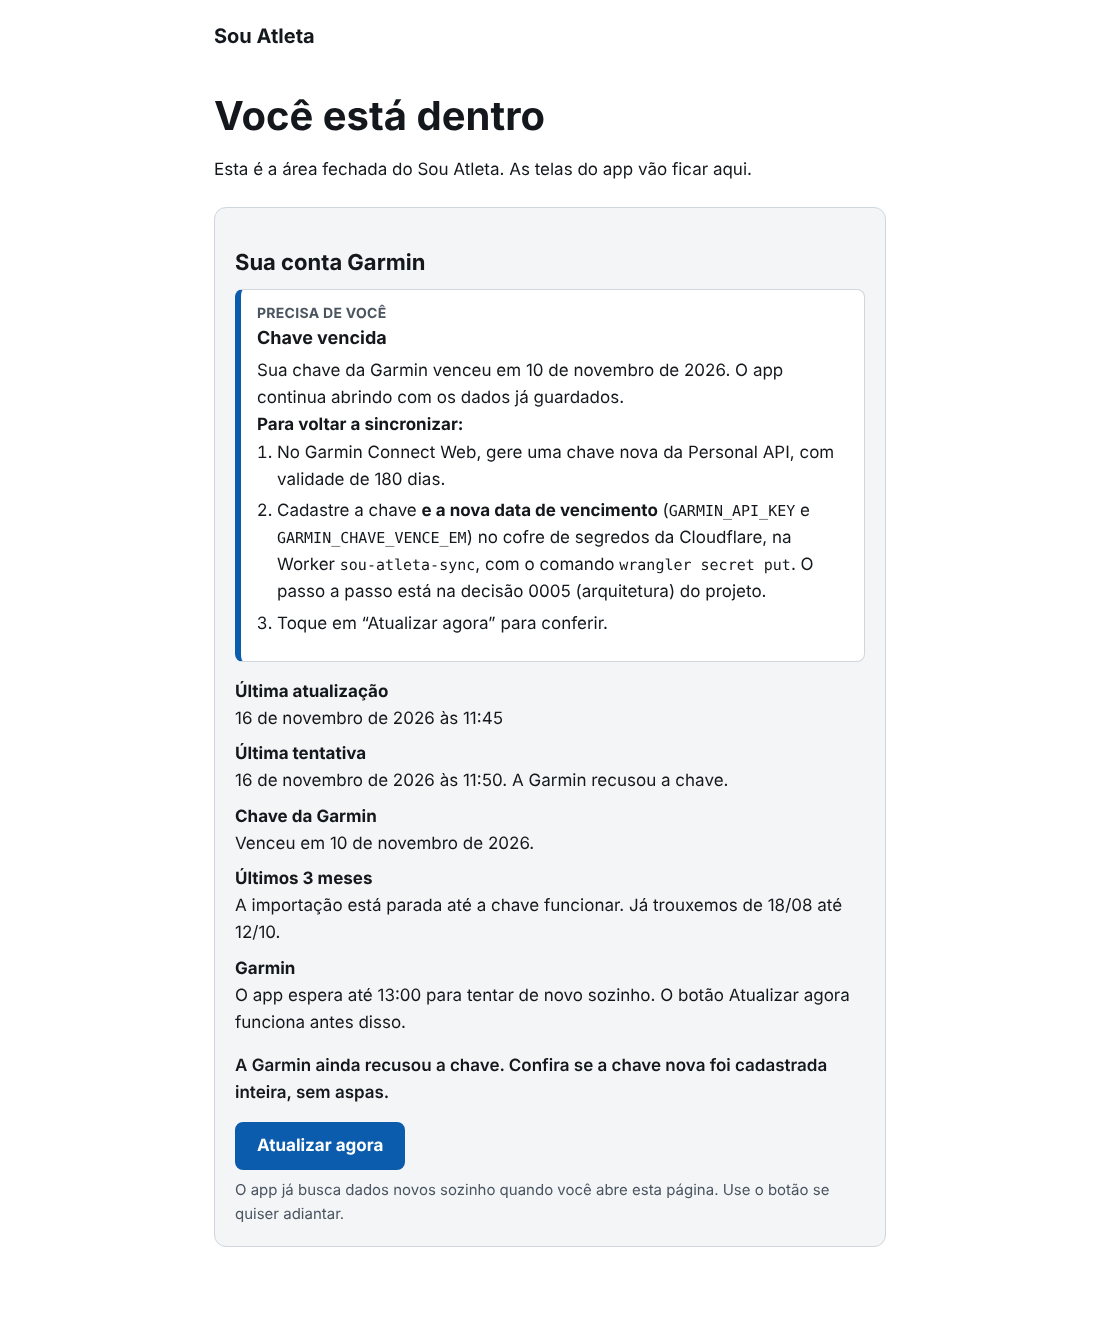 Sou Atleta
Você está dentro
Esta é a área fechada do Sou Atleta. As telas do app vão ficar aqui.
Sua conta Garmin
PRECISA DE VOCÊ
Chave vencida
Sua chave da Garmin venceu em 10 de novembro de 2026. O app
continua abrindo com os dados já guardados.
Para voltar a sincronizar:
1. No Garmin Connect Web, gere uma chave nova da Personal API, com
validade de 180 dias.
2. Cadastre a chave e a nova data de vencimento (GARMIN_API_KEY e
GARMIN_CHAVE_VENCE_EM) no cofre de segredos da Cloudflare, na
Worker sou-atleta-sync, com o comando wrangler secret put. O
passo a passo está na decisão 0005 (arquitetura) do projeto.
3. Toque em “Atualizar agora” para conferir.
Última atualização
16 de novembro de 2026 às 11:45
Última tentativa
16 de novembro de 2026 às 11:50. A Garmin recusou a chave.
Chave da Garmin
Venceu em 10 de novembro de 2026.
Últimos 3 meses
A importação está parada até a chave funcionar. Já trouxemos de 18/08 até
12/10.
Garmin
O app espera até 13:00 para tentar de novo sozinho. O botão Atualizar agora
funciona antes disso.
A Garmin ainda recusou a chave. Confira se a chave nova foi cadastrada
inteira, sem aspas.
Atualizar agora
O app já busca dados novos sozinho quando você abre esta página. Use o botão se
quiser adiantar.